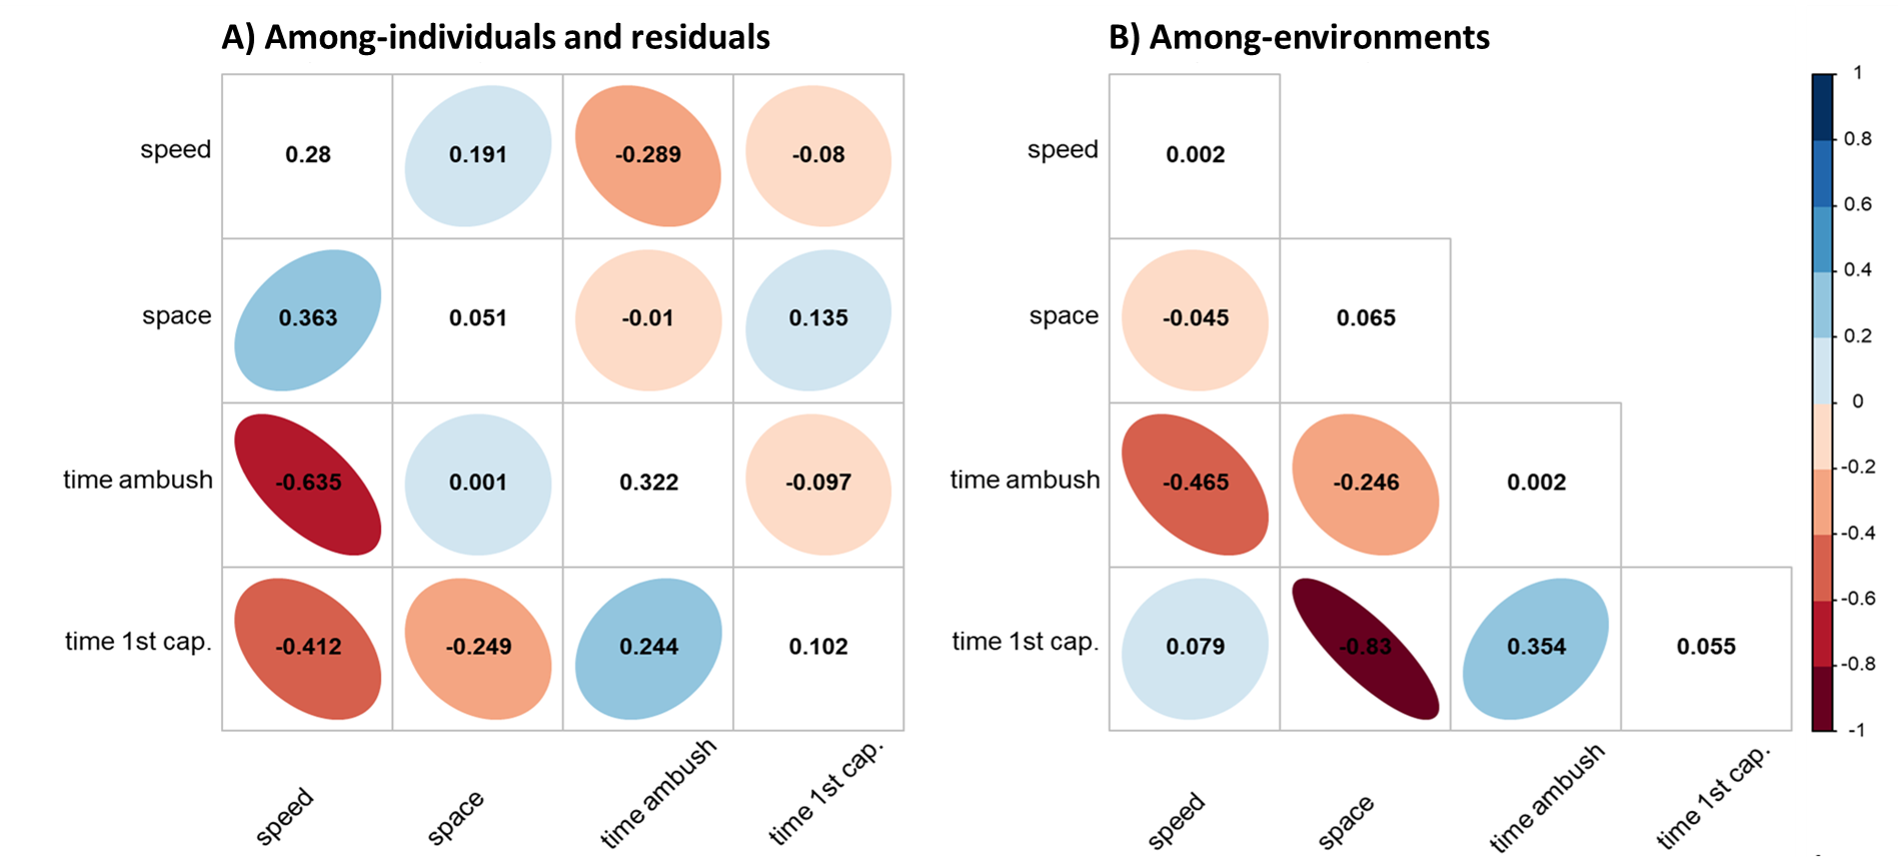 A) Among-individuals and residuals
B) Among-environments
speed 0.28 0.191 -0.289 -0.08
space 0.363 0.051 -0.01 0.135
time ambush -0.635 0.001 0.322 -0.097
time 1st cap. -0.412 -0.249 0.244 0.102
speed space time ambush time 1st cap.
speed 0.002
space -0.045 0.065
time ambush -0.465 -0.246 0.002
time 1st cap. 0.079 -0.83 0.354 0.055
speed space time ambush time 1st cap.
1
0.8
0.6
0.4
0.2
0
-0.2
-0.4
-0.6
-0.8
-1